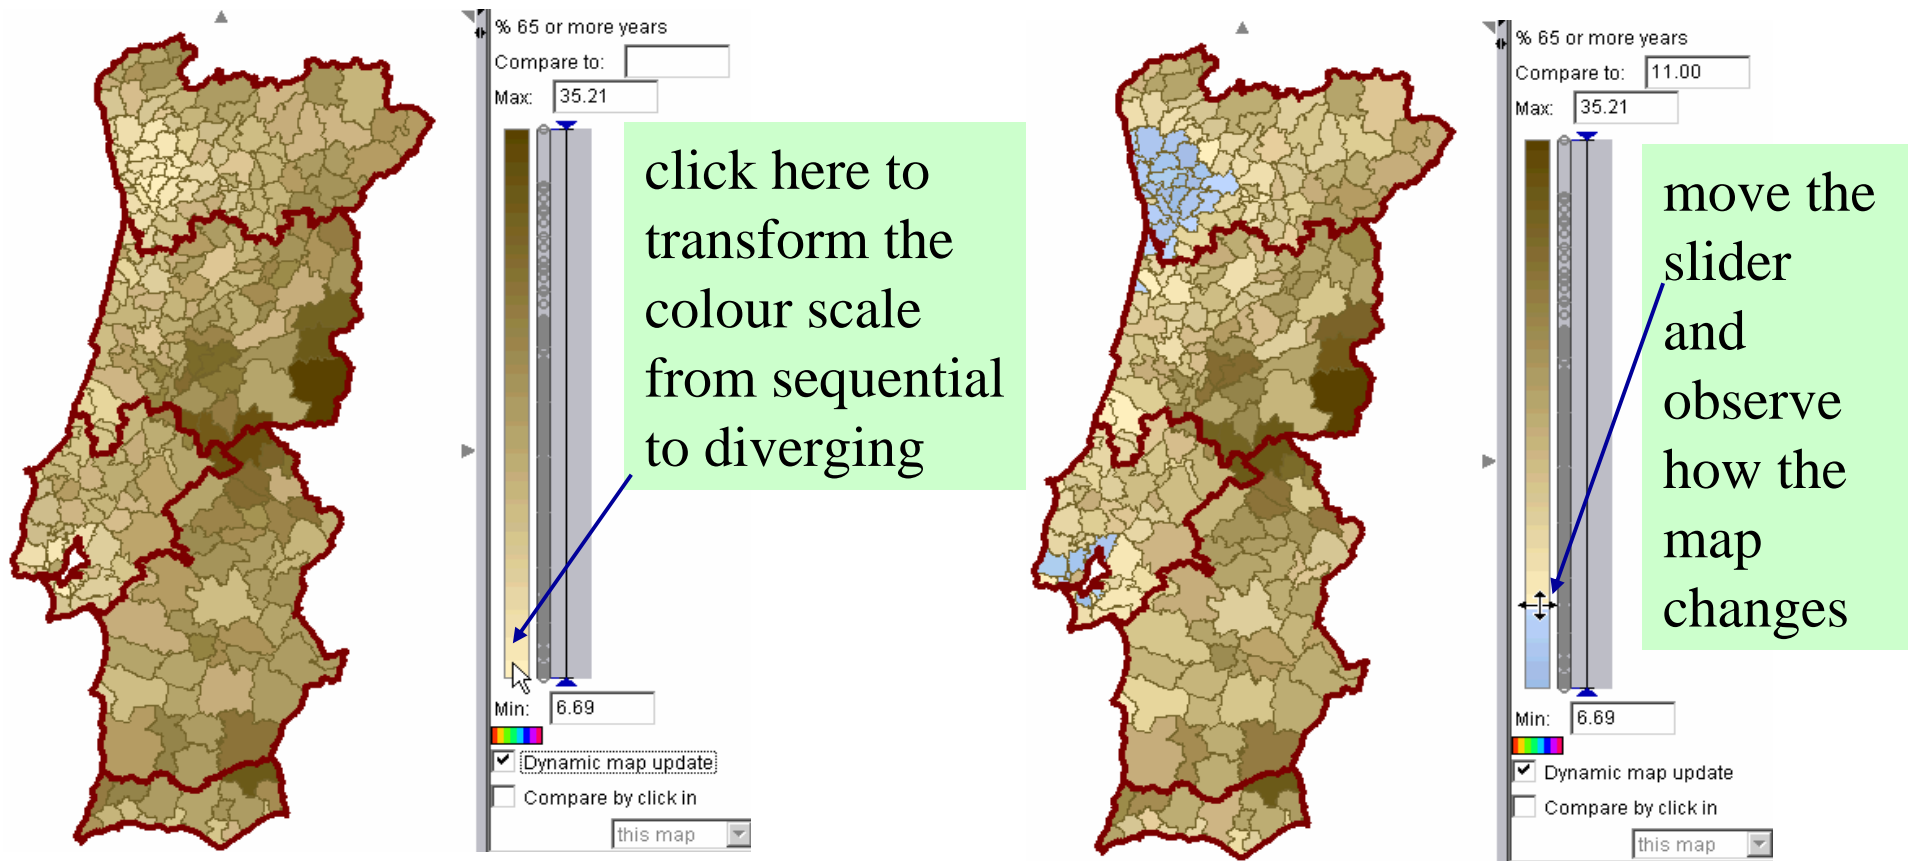 % 65 or more years
Compare to:
Max: 35.21
click here to
transform the
colour scale
from sequential
to diverging
Min: 6.69
Dynamic map update
Compare by click in
this map
% 65 or more years
Compare to: 11.00
Max: 35.21
move the
slider
and
observe
how the
map
changes
Min: 6.69
Dynamic map update
Compare by click in
this map